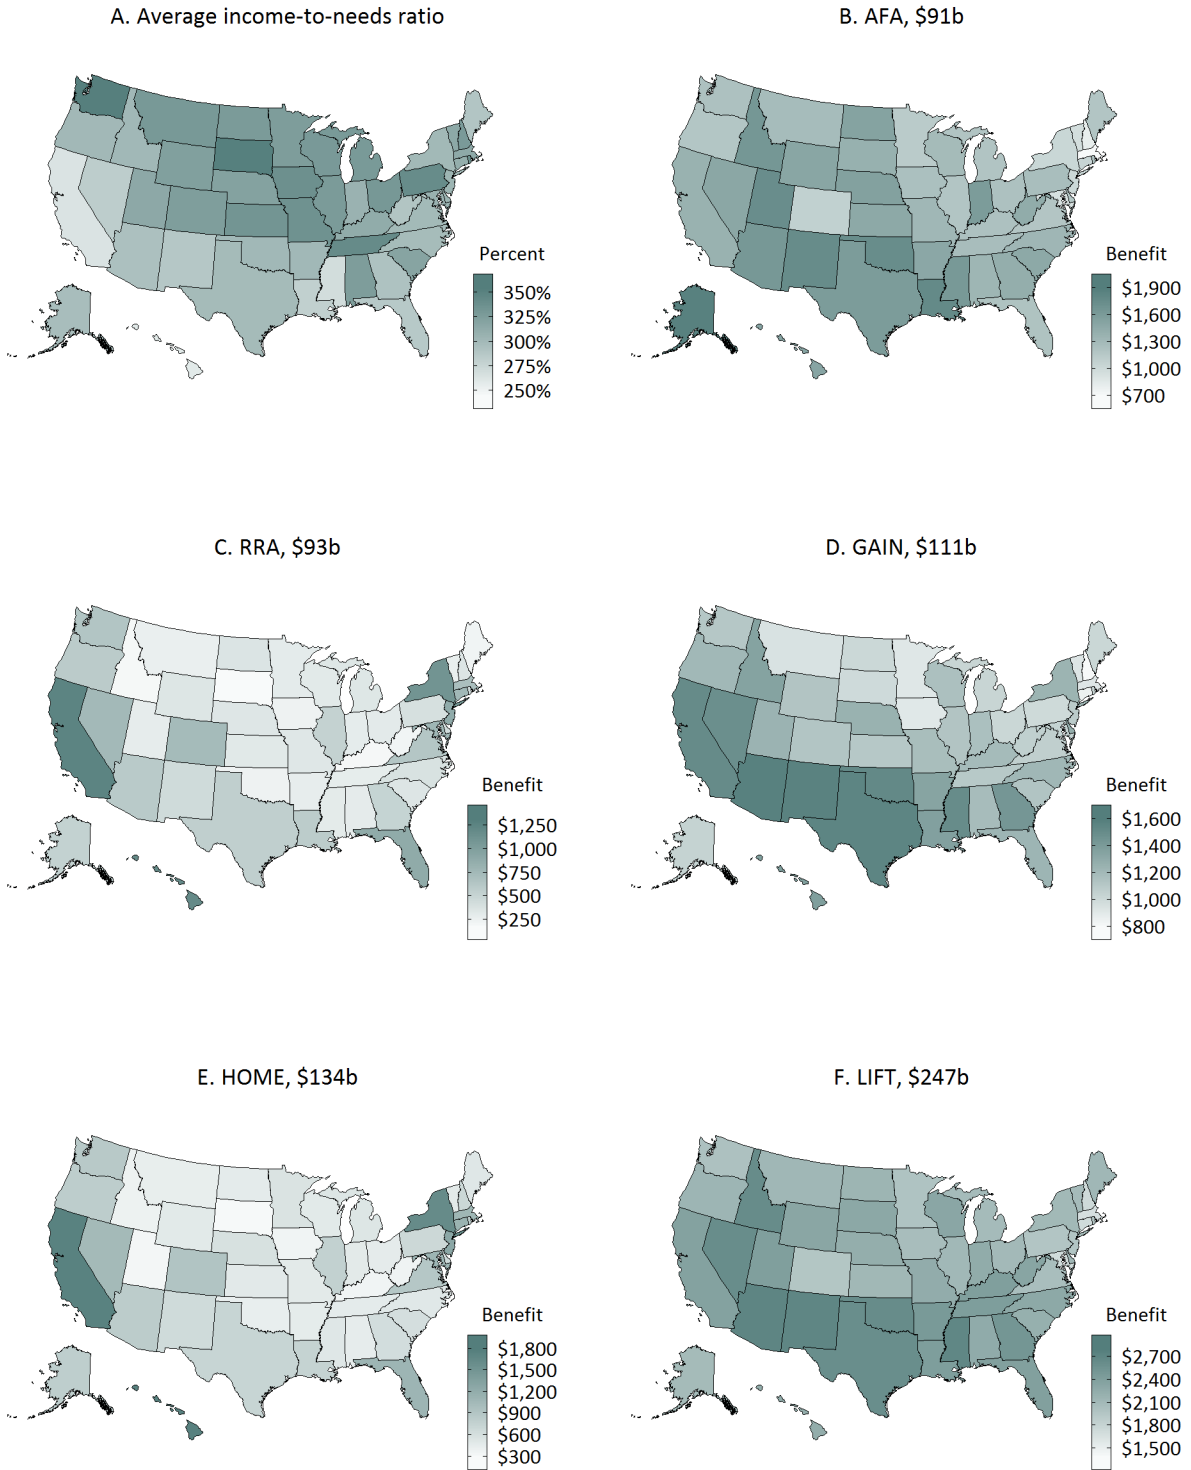 A. Average income-to-needs ratio
B. AFA, $91b
Percent
350%
325%
300%
275%
250%
Benefit
$1,900
$1,600
$1,300
$1,000
$700
C. RRA, $93b
D. GAIN, $111b
Benefit
$1,250
$1,000
$750
$500
$250
Benefit
$1,600
$1,400
$1,200
$1,000
$800
E. HOME, $134b
F. LIFT, $247b
Benefit
$1,800
$1,500
$1,200
$900
$600
$300
Benefit
$2,700
$2,400
$2,100
$1,800
$1,500